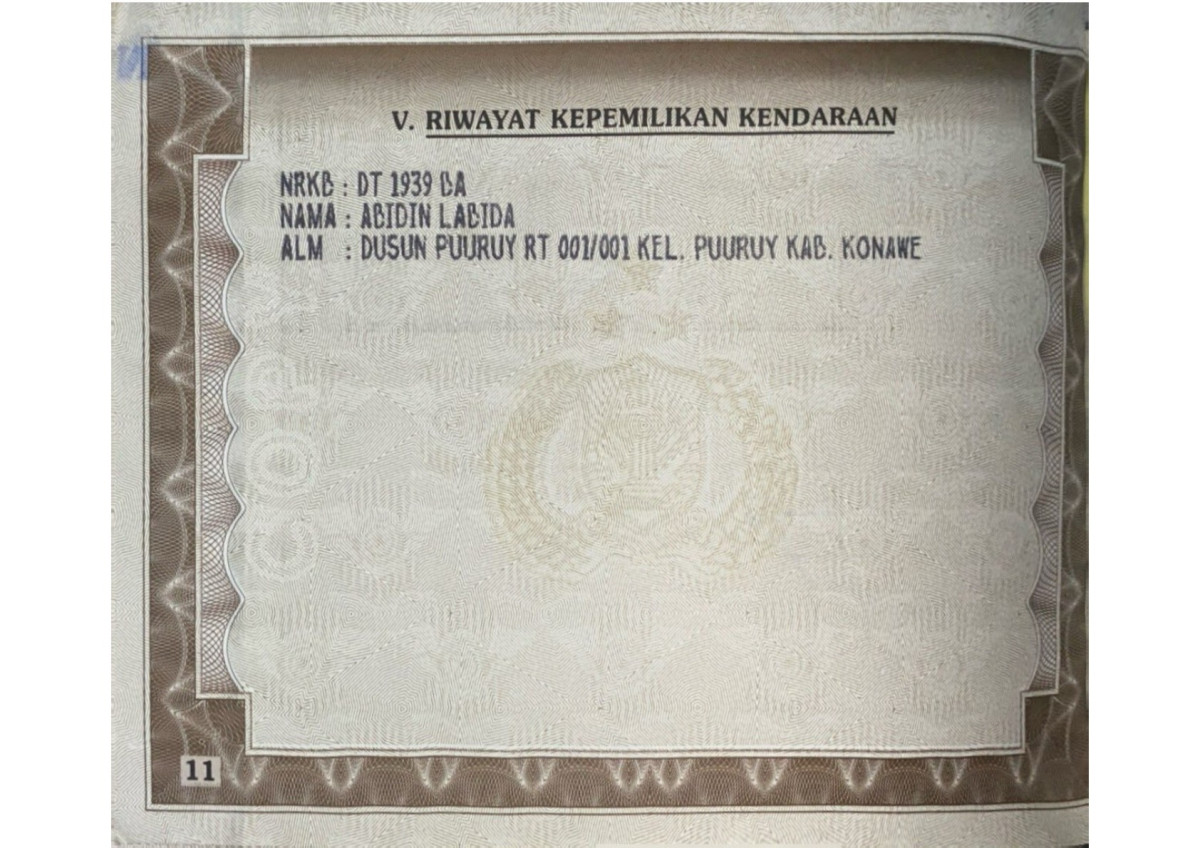 V. RIWAYAT KEPEMILIKAN KENDARAAN
NRKB : DT 1939 BA
NAMA : ABIDIN LABIDA
ALM : DUSUN PUURUY RT 001/001 KEL. PUURUY KAB. KONAWE
11